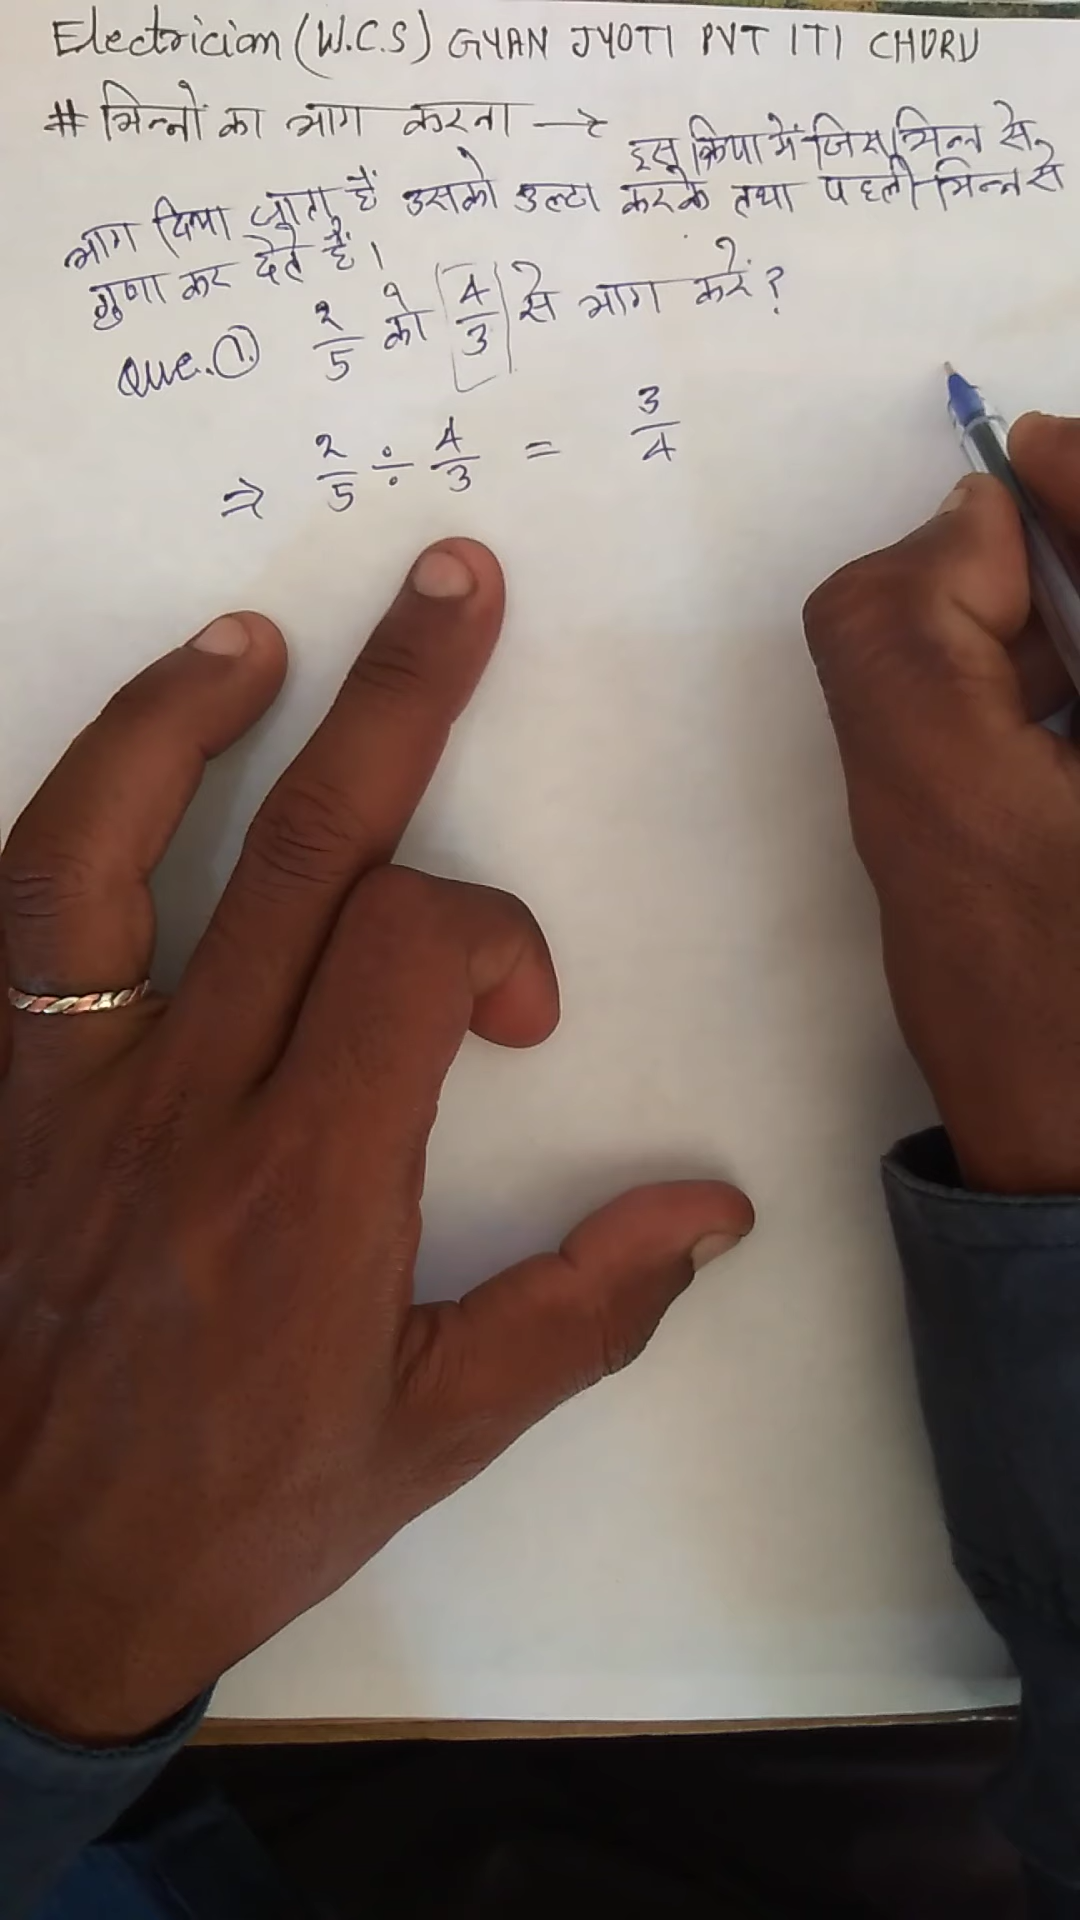 Electrician (W.C.S) GYAN JYOTI PVT ITI CHURU
# भिन्नों का भाग करना → इस क्रिया में जिस भिन्न से
भाग दिया जाता हैं उसको उल्टा करके तथा पहली भिन्न से
गुणा कर देते हैं।
Que. ① 2/5 को 4/3 से भाग करें?
⇒ 2/5 ÷ 4/3 = 3/4